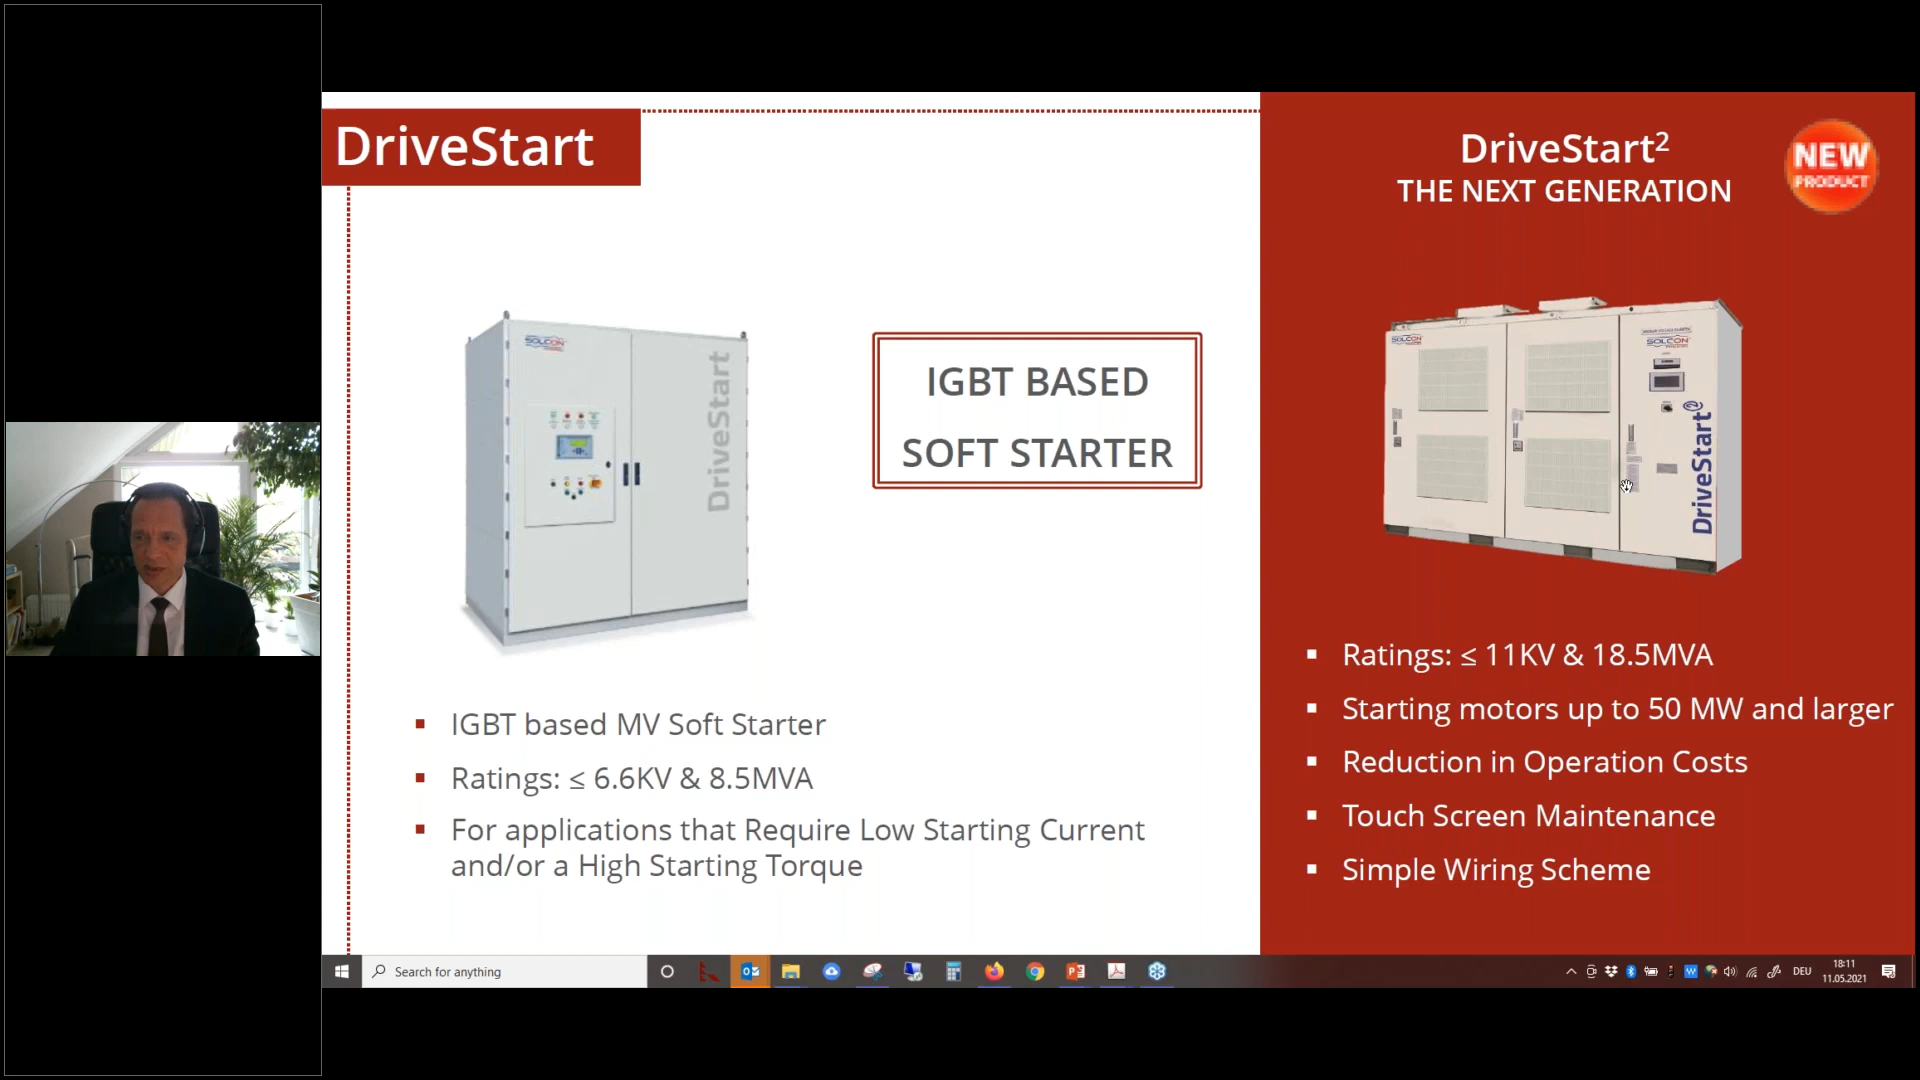 DriveStart
DriveStart²
THE NEXT GENERATION
NEW
PRODUCT
SOLCON
DriveStart
IGBT BASED
SOFT STARTER
SOLCON
SOLCON
DriveStart²
IGBT based MV Soft Starter
Ratings: ≤ 6.6KV & 8.5MVA
For applications that Require Low Starting Current
and/or a High Starting Torque
Ratings: ≤ 11KV & 18.5MVA
Starting motors up to 50 MW and larger
Reduction in Operation Costs
Touch Screen Maintenance
Simple Wiring Scheme
Search for anything
DEU
18:11
11.05.2021